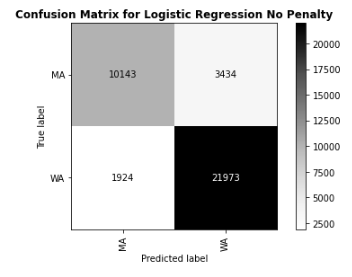 Confusion Matrix for Logistic Regression No Penalty
MA
10143
3434
20000
17500
15000
12500
True label
10000
WA
1924
21973
7500
5000
2500
MA
WA
Predicted label